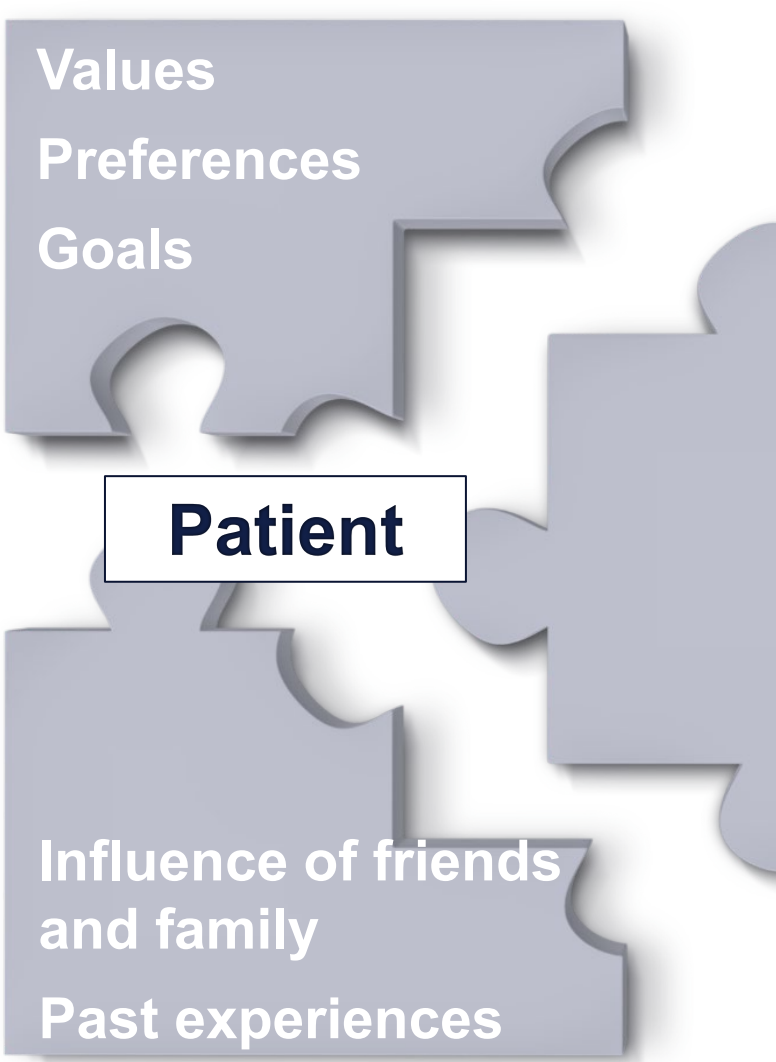 Values
Preferences
Goals
Patient
Influence of friends
and family
Past experiences